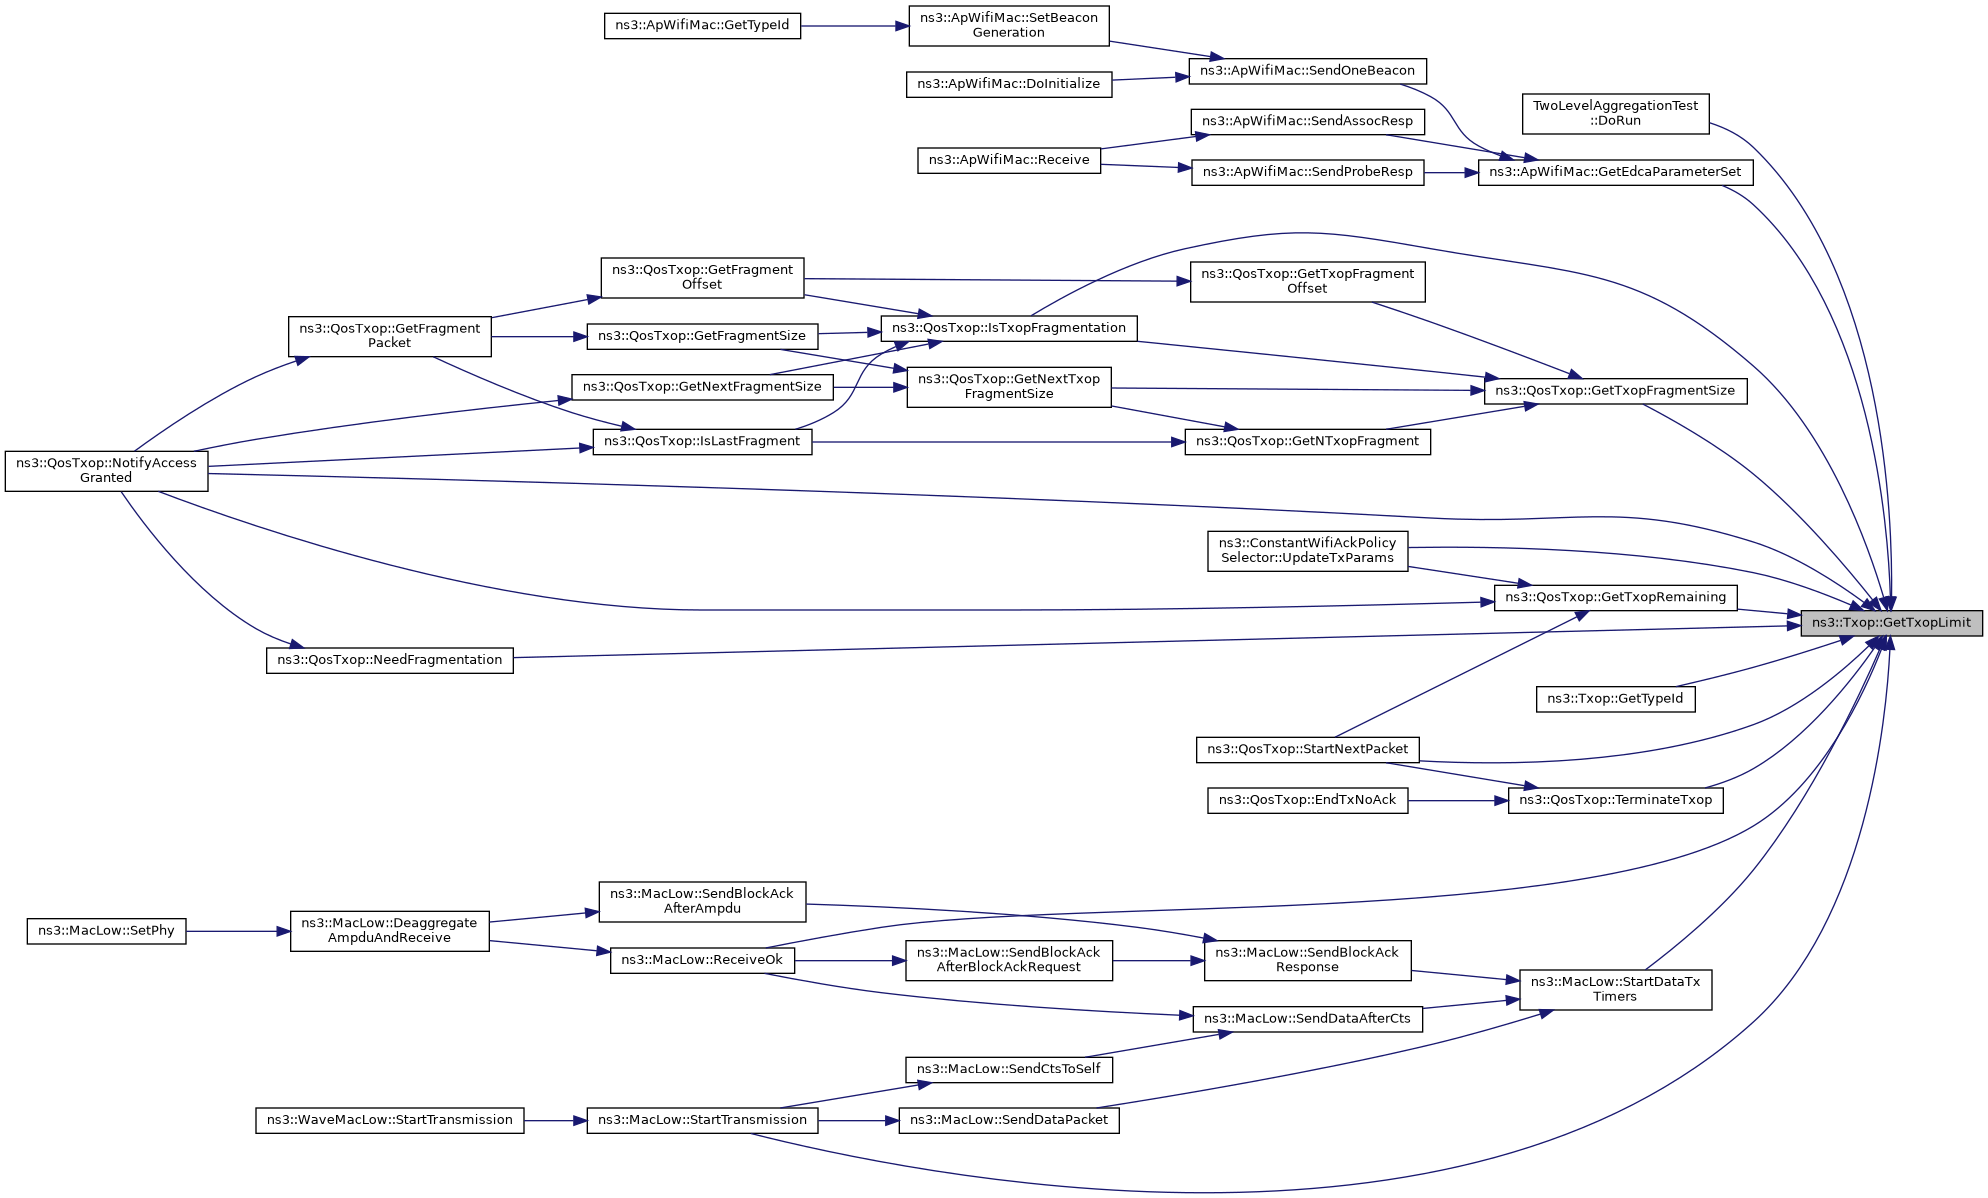 ns3::ApWifiMac::GetTypeId
ns3::ApWifiMac::SetBeacon
Generation
ns3::ApWifiMac::SendOneBeacon
ns3::ApWifiMac::DoInitialize
TwoLevelAggregationTest
::DoRun
ns3::ApWifiMac::SendAssocResp
ns3::ApWifiMac::Receive
ns3::ApWifiMac::SendProbeResp
ns3::ApWifiMac::GetEdcaParameterSet
ns3::QosTxop::GetFragment
Offset
ns3::QosTxop::GetTxopFragment
Offset
ns3::QosTxop::GetFragment
Packet
ns3::QosTxop::GetFragmentSize
ns3::QosTxop::IsTxopFragmentation
ns3::QosTxop::GetNextFragmentSize
ns3::QosTxop::GetNextTxop
FragmentSize
ns3::QosTxop::GetTxopFragmentSize
ns3::QosTxop::IsLastFragment
ns3::QosTxop::GetNTxopFragment
ns3::QosTxop::NotifyAccess
Granted
ns3::ConstantWifiAckPolicy
Selector::UpdateTxParams
ns3::QosTxop::GetTxopRemaining
ns3::Txop::GetTxopLimit
ns3::QosTxop::NeedFragmentation
ns3::Txop::GetTypeId
ns3::QosTxop::StartNextPacket
ns3::QosTxop::EndTxNoAck
ns3::QosTxop::TerminateTxop
ns3::MacLow::SendBlockAck
AfterAmpdu
ns3::MacLow::SetPhy
ns3::MacLow::Deaggregate
AmpduAndReceive
ns3::MacLow::ReceiveOk
ns3::MacLow::SendBlockAck
AfterBlockAckRequest
ns3::MacLow::SendBlockAck
Response
ns3::MacLow::StartDataTx
Timers
ns3::MacLow::SendDataAfterCts
ns3::MacLow::SendCtsToSelf
ns3::WaveMacLow::StartTransmission
ns3::MacLow::StartTransmission
ns3::MacLow::SendDataPacket